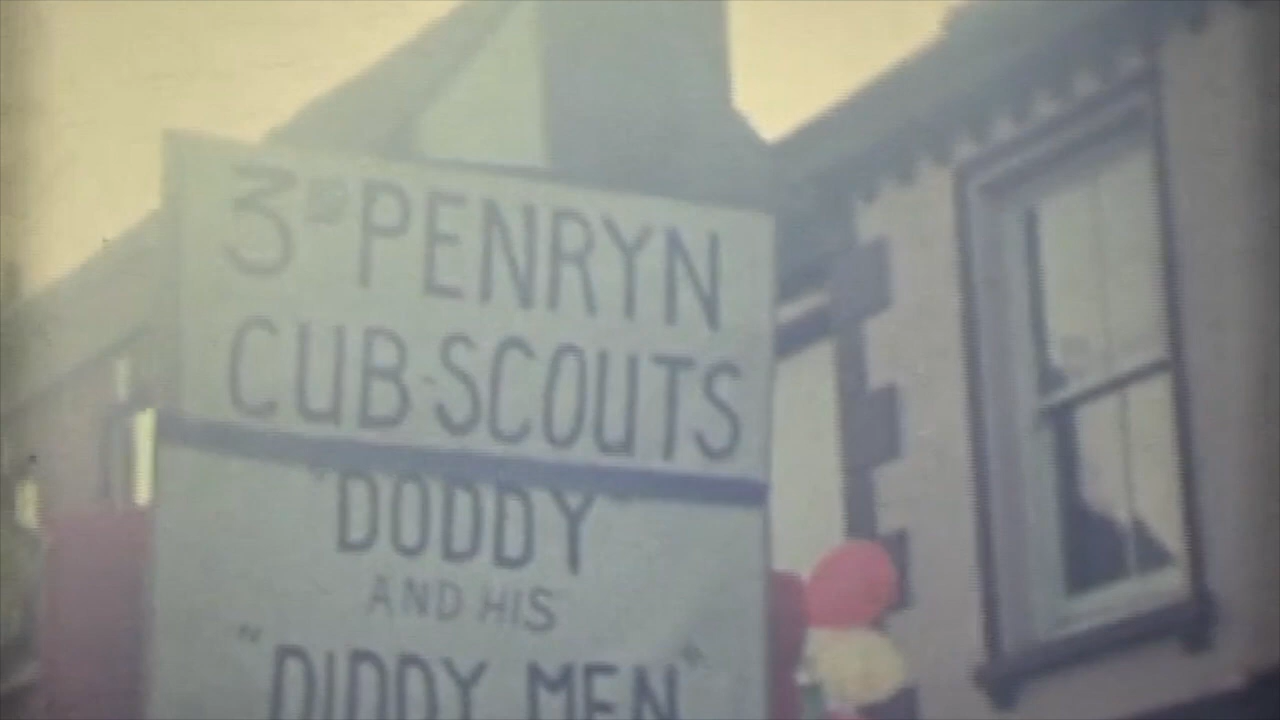 3RD PENRYN
CUB-SCOUTS
"DODDY"
AND HIS
"DIDDY MEN"